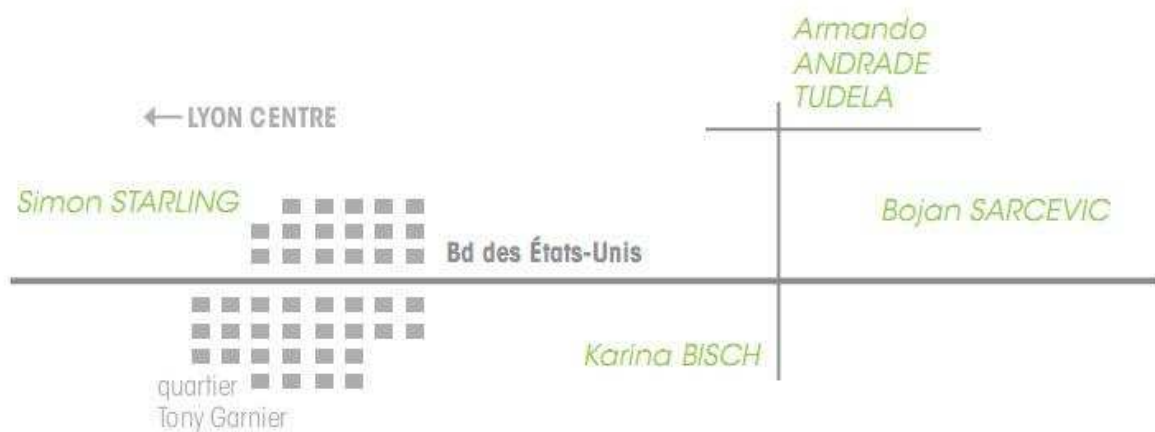 Armando
ANDRADE
TUDELA
← LYON CENTRE
Simon STARLING
Bojan SARCEVIC
Bd des États-Unis
Karina BISCH
quartier
Tony Garnier